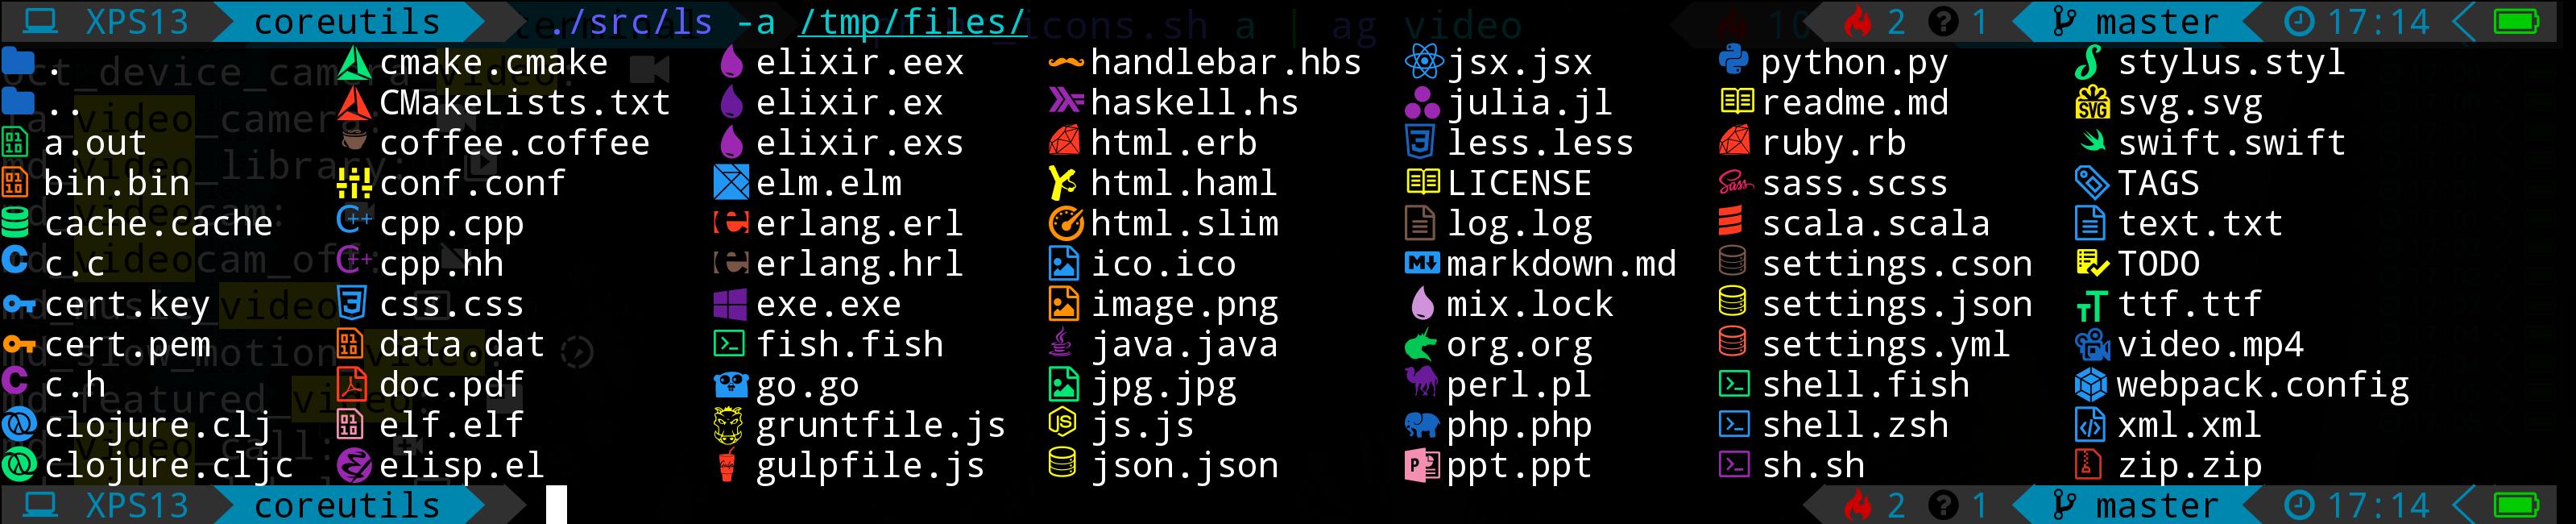 XPS13 coreutils ./src/ls -a /tmp/files/ 2 1 master 17:14
. cmake.cmake elixir.eex handlebar.hbs jsx.jsx python.py stylus.styl
.. CMakeLists.txt elixir.ex haskell.hs julia.jl readme.md svg.svg
a.out coffee.coffee elixir.exs html.erb less.less ruby.rb swift.swift
bin.bin conf.conf elm.elm html.haml LICENSE sass.scss TAGS
cache.cache cpp.cpp erlang.erl html.slim log.log scala.scala text.txt
c.c cpp.hh erlang.hrl ico.ico markdown.md settings.cson TODO
cert.key css.css exe.exe image.png mix.lock settings.json ttf.ttf
cert.pem data.dat fish.fish java.java org.org settings.yml video.mp4
c.h doc.pdf go.go jpg.jpg perl.pl shell.fish webpack.config
clojure.clj elf.elf gruntfile.js js.js php.php shell.zsh xml.xml
clojure.cljc elisp.el gulpfile.js json.json ppt.ppt sh.sh zip.zip
XPS13 coreutils 2 1 master 17:14